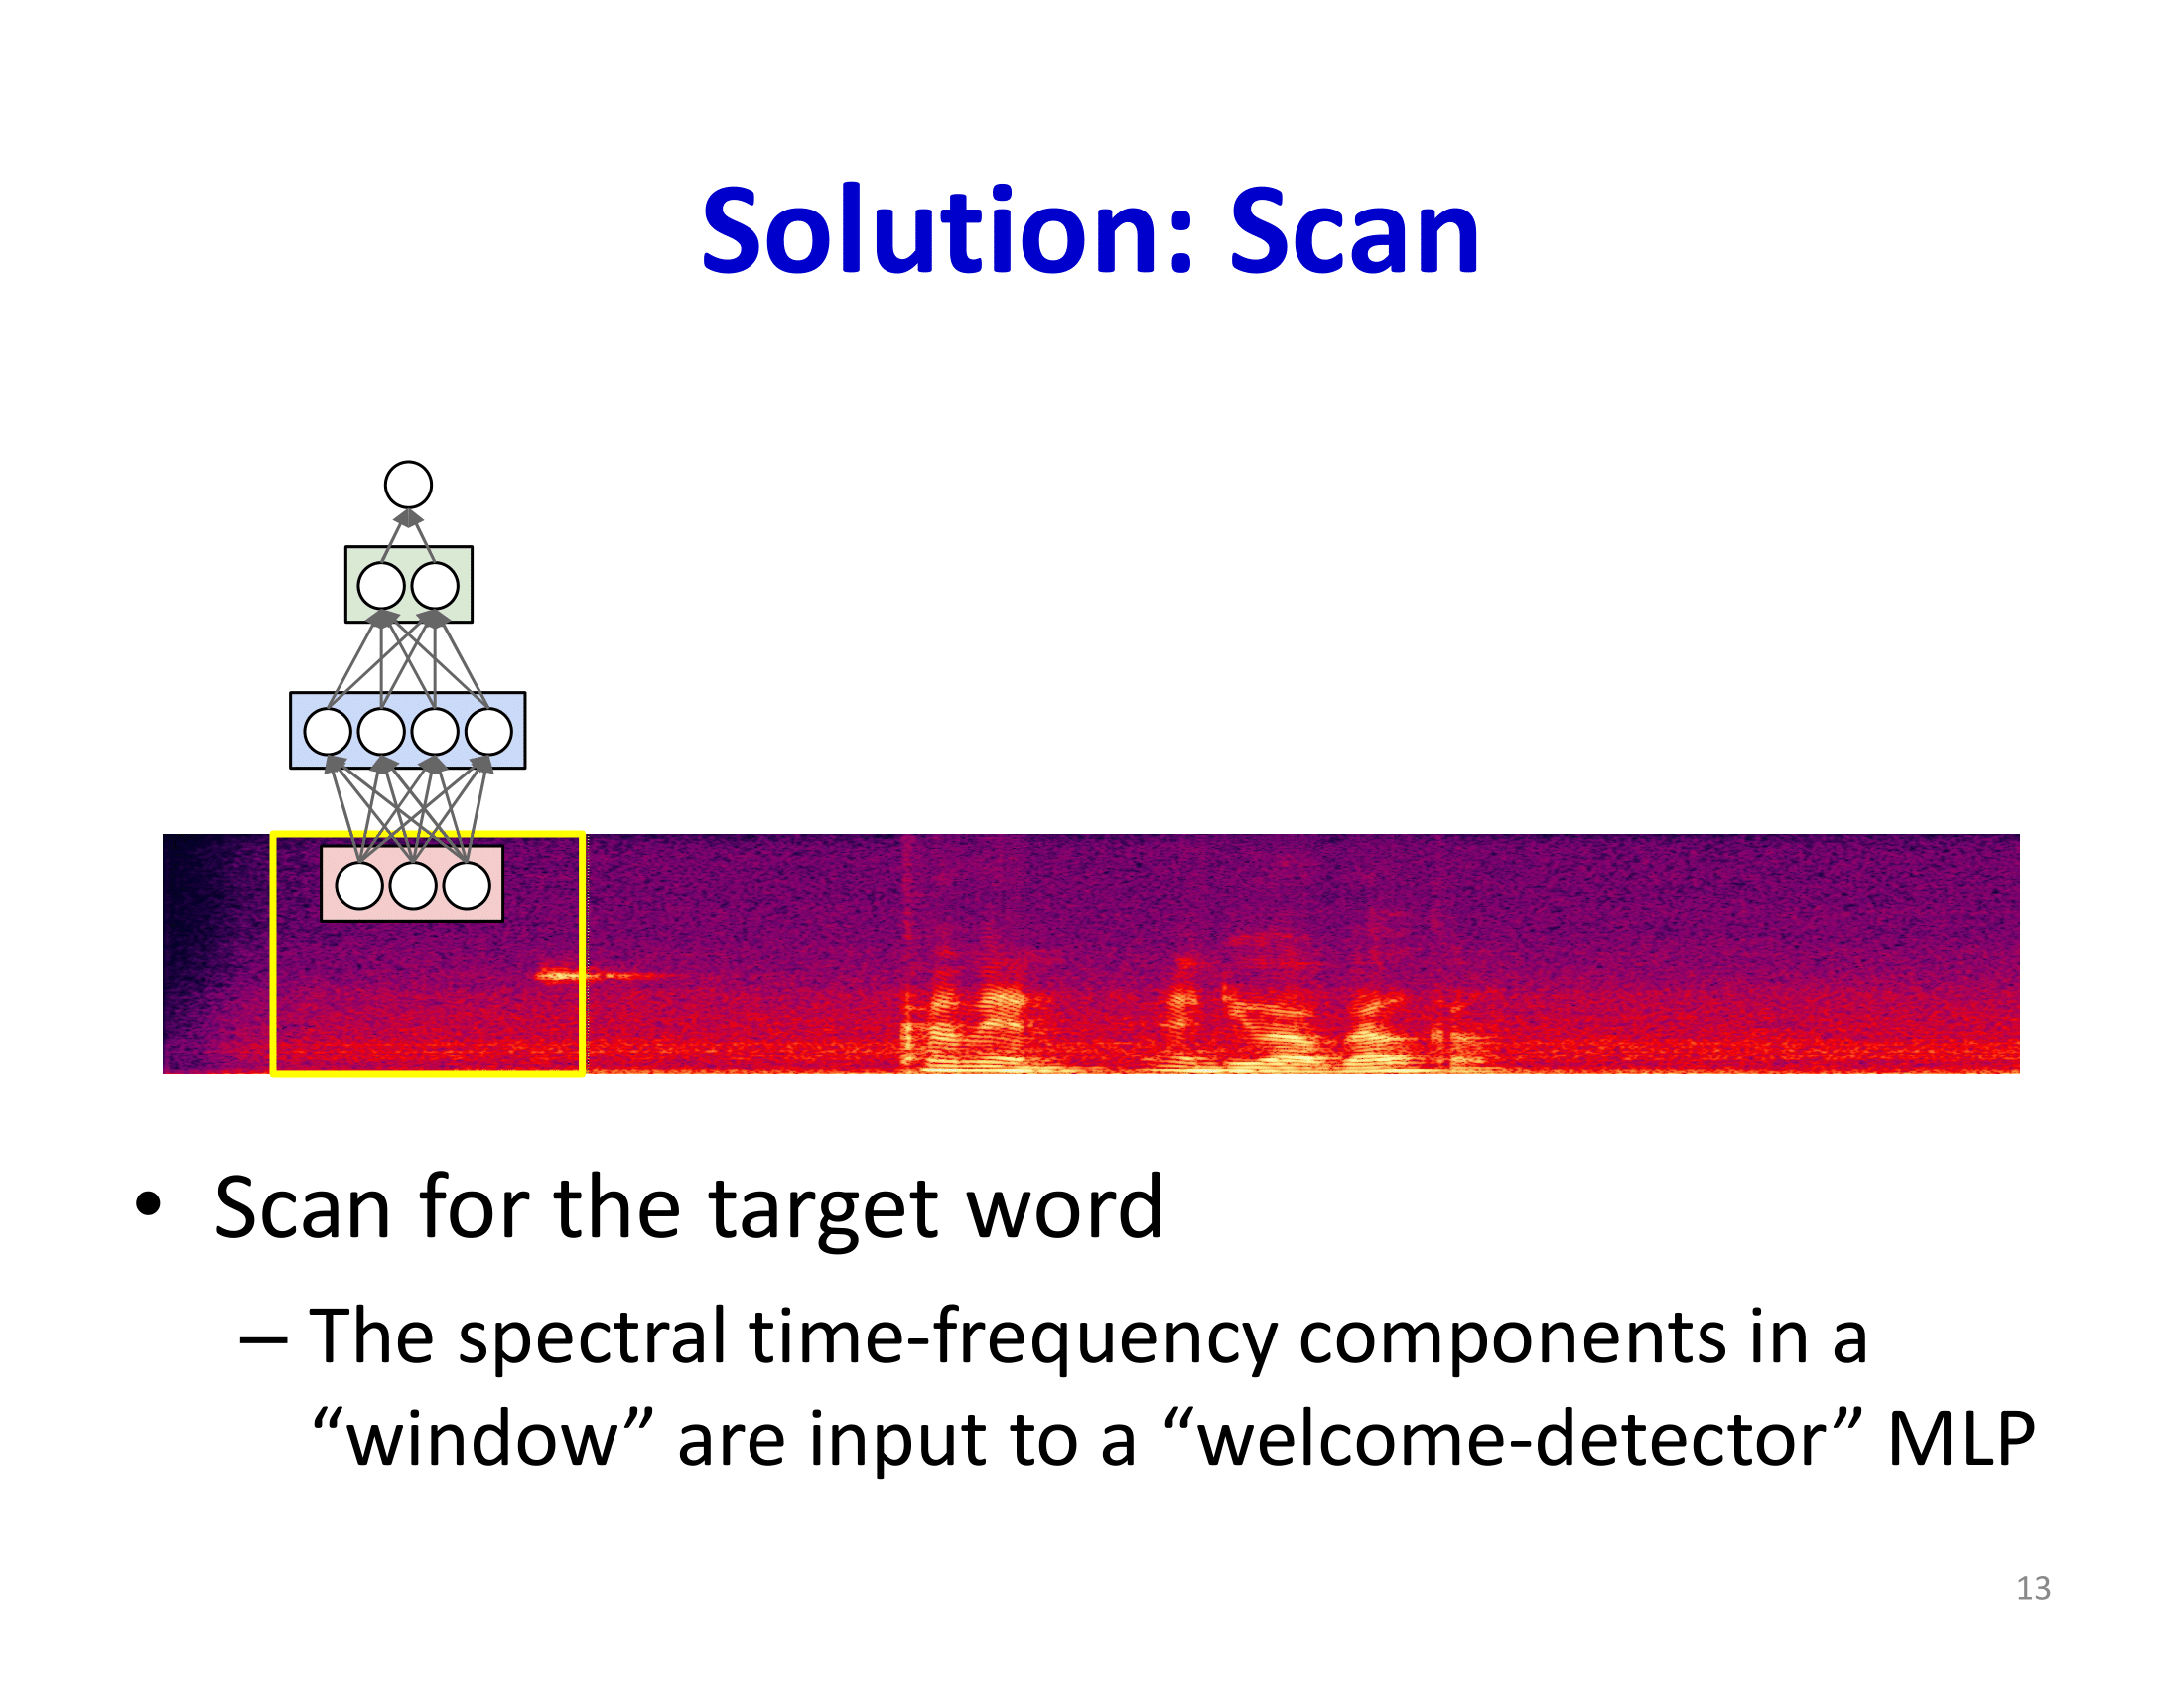 Solution: Scan
• Scan for the target word
– The spectral time-frequency components in a
“window” are input to a “welcome-detector” MLP
13